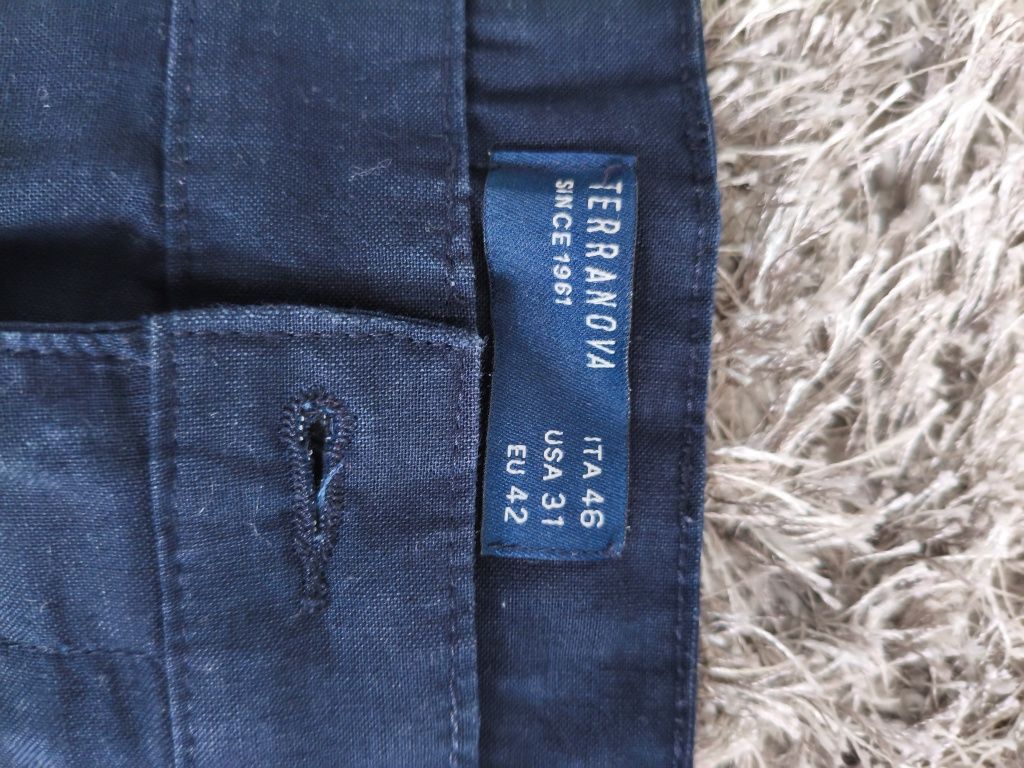 TERRANOVA
SINCE 1961
ITA 46
USA 31
EU 42